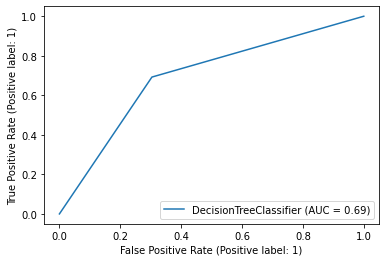 1.0
0.8
0.6
0.4
0.2
0.0
True Positive Rate (Positive label: 1)
DecisionTreeClassifier (AUC = 0.69)
0.0 0.2 0.4 0.6 0.8 1.0
False Positive Rate (Positive label: 1)